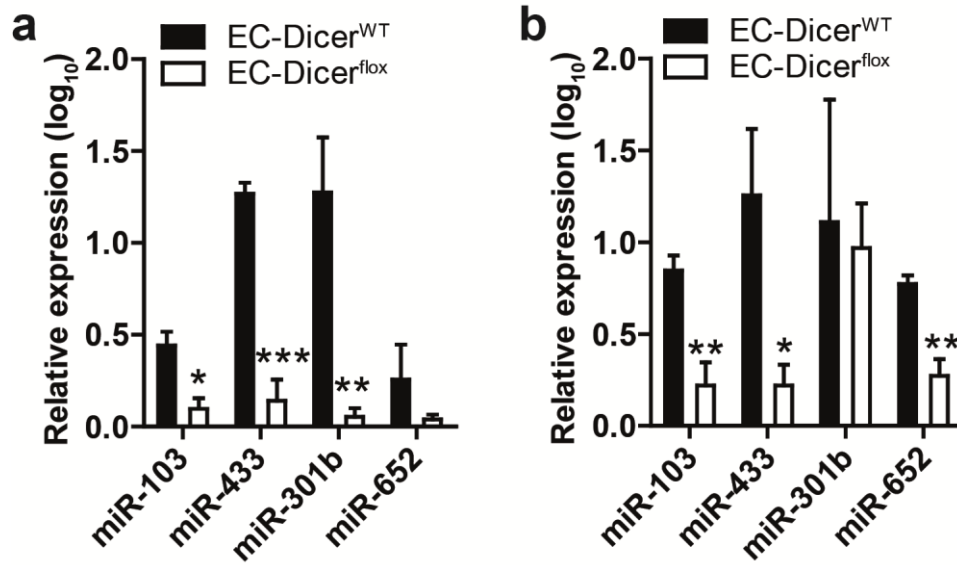 a
EC-Dicer^WT
EC-Dicer^flox
Relative expression (log₁₀)
2.0
1.5
1.0
0.5
0.0
*
***
**
miR-103
miR-433
miR-301b
miR-652
b
EC-Dicer^WT
EC-Dicer^flox
Relative expression (log₁₀)
2.0
1.5
1.0
0.5
0.0
**
*
**
miR-103
miR-433
miR-301b
miR-652